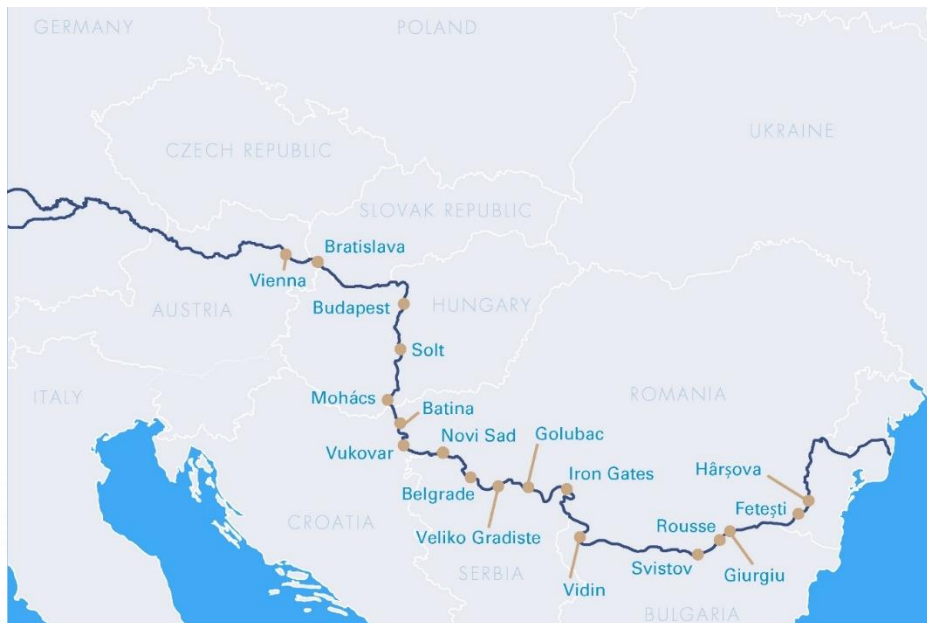 GERMANY
POLAND
UKRAINE
CZECH REPUBLIC
SLOVAK REPUBLIC
Bratislava
Vienna
AUSTRIA
Budapest
HUNGARY
Solt
ITALY
Mohács
Batina
ROMANIA
Vukovar
Novi Sad
Golubac
Iron Gates
Hârșova
Belgrade
Fetești
CROATIA
Veliko Gradiste
Rousse
SERBIA
Vidin
Svistov
Giurgiu
BULGARIA